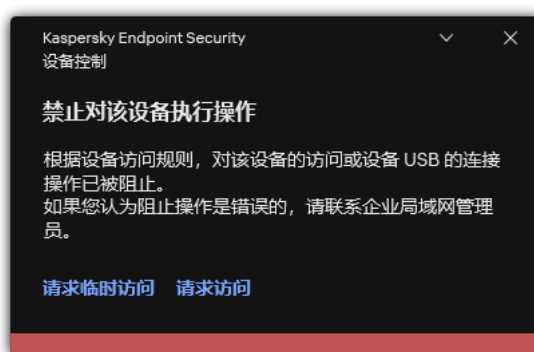 Kaspersky Endpoint Security
设备控制
禁止对该设备执行操作
根据设备访问规则，对该设备的访问或设备 USB 的连接
操作已被阻止。
如果您认为阻止操作是错误的，请联系企业局域网管理
员。
请求临时访问 请求访问